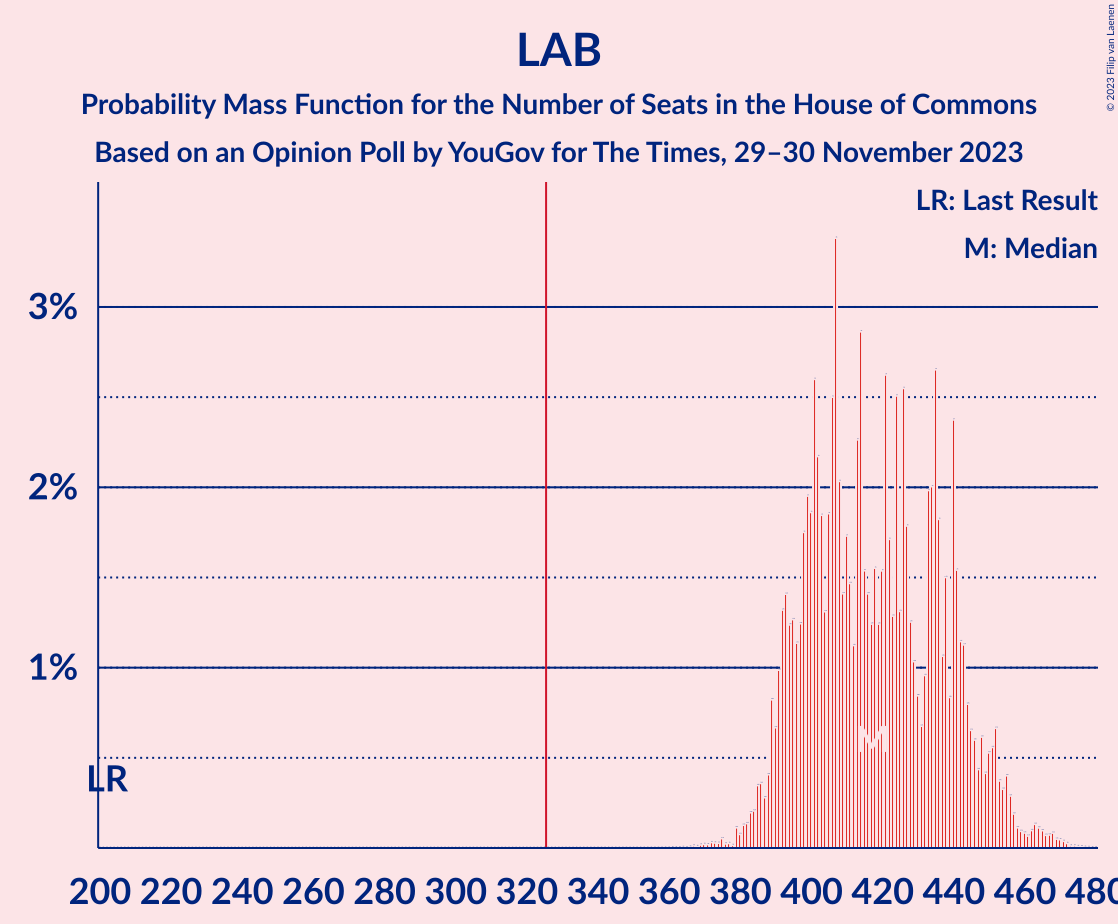 LAB
Probability Mass Function for the Number of Seats in the House of Commons
Based on an Opinion Poll by YouGov for The Times, 29–30 November 2023
© 2023 Filip van Laenen
LR: Last Result
M: Median
3%
2%
1%
LR
M
200 220 240 260 280 300 320 340 360 380 400 420 440 460 480